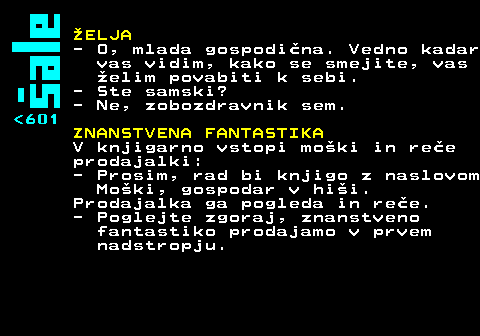 šale
<601
ŽELJA
- O, mlada gospodična. Vedno kadar
vas vidim, kako se smejite, vas
želim povabiti k sebi.
- Ste samski?
- Ne, zobozdravnik sem.
ZNANSTVENA FANTASTIKA
V knjigarno vstopi moški in reče
prodajalki:
- Prosim, rad bi knjigo z naslovom
Moški, gospodar v hiši.
Prodajalka ga pogleda in reče.
- Poglejte zgoraj, znanstveno
fantastiko prodajamo v prvem
nadstropju.